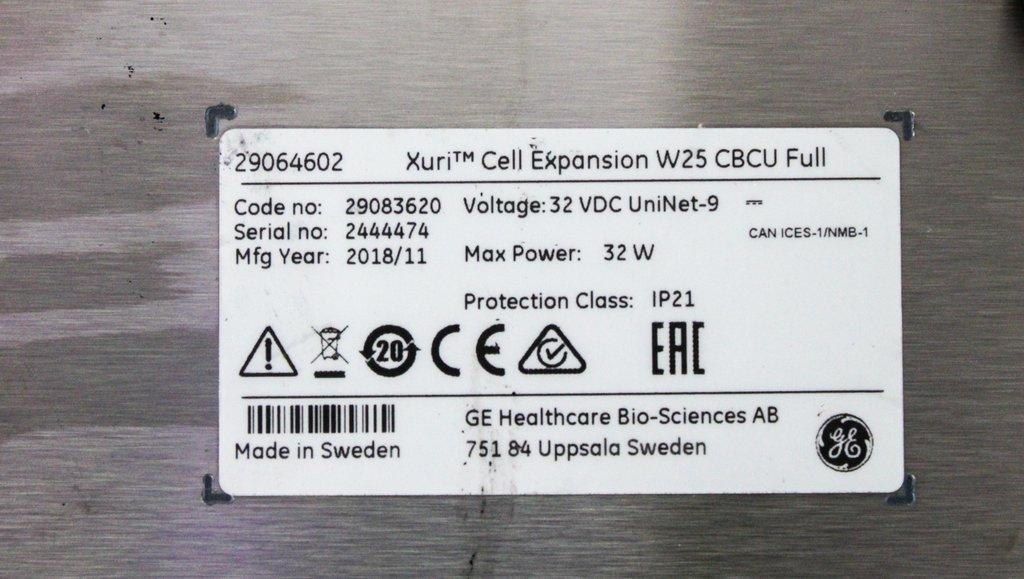 29064602 Xuri™ Cell Expansion W25 CBCU Full
Code no: 29083620 Voltage: 32 VDC UniNet-9
Serial no: 2444474 CAN ICES-1/NMB-1
Mfg Year: 2018/11 Max Power: 32 W
Protection Class: IP21
20 CE EAC
GE Healthcare Bio-Sciences AB
Made in Sweden 751 84 Uppsala Sweden
GE